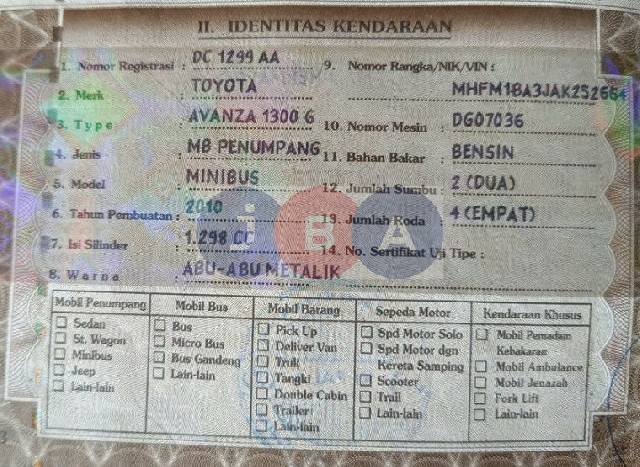 II. IDENTITAS KENDARAAN
1. Nomor Registrasi : DC 1299 AA
2. Merk : TOYOTA
3. Type : AVANZA 1300 G
4. Jenis : MB PENUMPANG
5. Model : MINIBUS
6. Tahun Pembuatan : 2010
7. Isi Silinder : 1.298 CC
8. Warna : ABU-ABU METALIK
9. Nomor Rangka/NIK/VIN :
MHFM1BA3JAK252664
10. Nomor Mesin : DG07036
11. Bahan Bakar : BENSIN
12. Jumlah Sumbu : 2 (DUA)
13. Jumlah Roda : 4 (EMPAT)
14. No. Sertifikat Uji Tipe :
BA
Mobil Penumpang
Sedan
St. Wagon
Minibus
Jeep
Lain-lain
Mobil Bus
Bus
Micro Bus
Bus Gandeng
Lain-lain
Mobil Barang
Pick Up
Deliver Van
Truk
Tangki
Double Cabin
Trailer
Lain-lain
Sepeda Motor
Spd Motor Solo
Spd Motor dgn
Kereta Samping
Scooter
Trail
Lain-lain
Kendaraan Khusus
Mobil Pemadam
Kebakaran
Mobil Ambulance
Mobil Jenazah
Fork Lift
Lain-lain